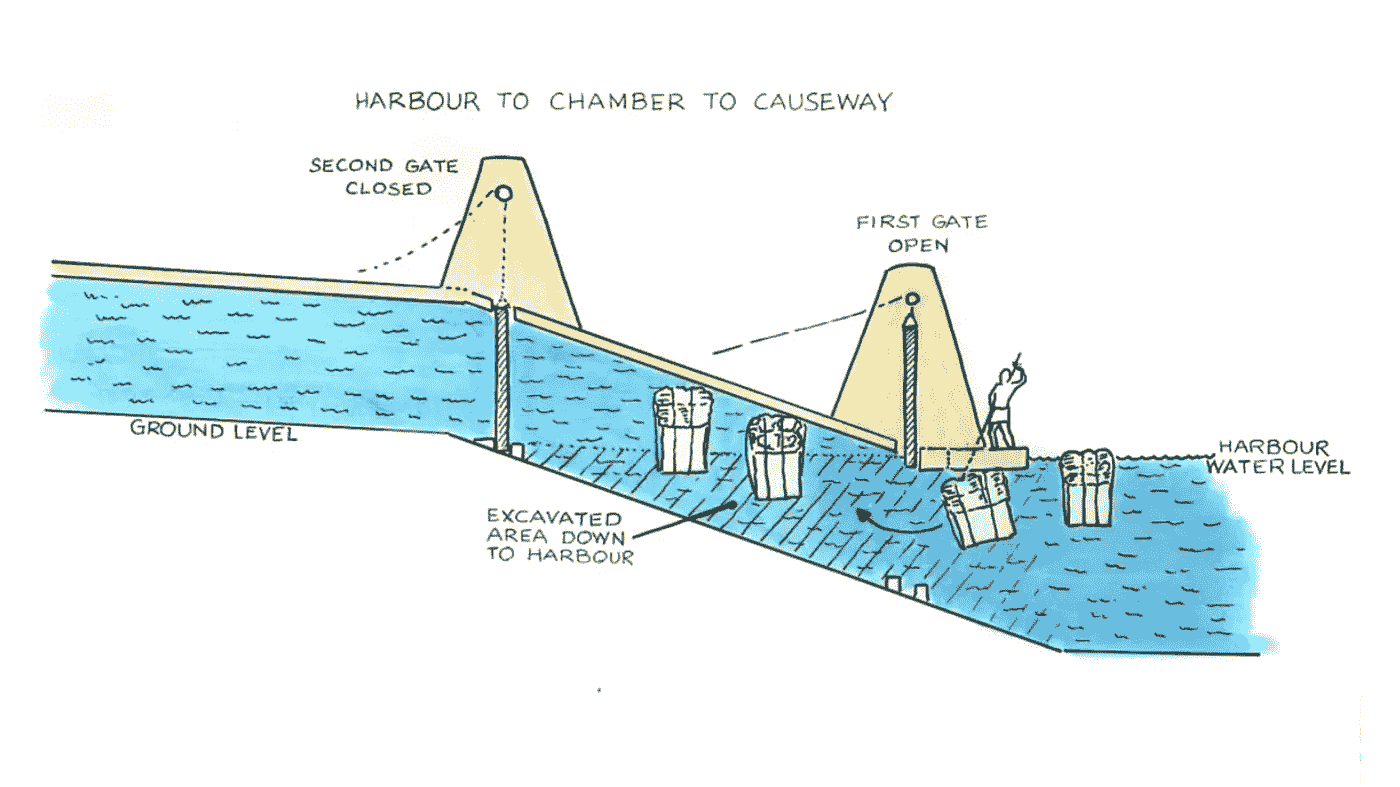 HARBOUR TO CHAMBER TO CAUSEWAY
SECOND GATE
CLOSED
FIRST GATE
OPEN
GROUND LEVEL
HARBOUR
WATER LEVEL
EXCAVATED
AREA DOWN
TO HARBOUR